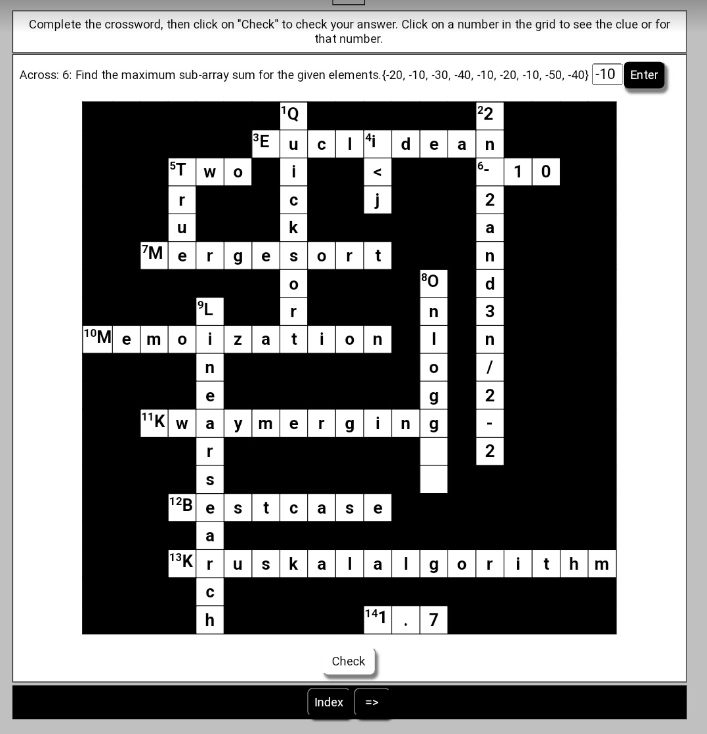 Complete the crossword, then click on "Check" to check your answer. Click on a number in the grid to see the clue or for
that number.
Across: 6: Find the maximum sub-array sum for the given elements.{-20, -10, -30, -40, -10, -20, -10, -50, -40} -10 Enter
1Q 22
3E u c l 4i d e a n
5T w o i < 6- 1 0
r c j 2
u k a
7M e r g e s o r t n
o 8O d
9L r n 3
10M e m o i z a t i o n l n
n o /
e g 2
11K w a y m e r g i n g -
r 2
s
12B e s t c a s e
a
13K r u s k a l a l g o r i t h m
c
h 141 . 7
Check
Index =>